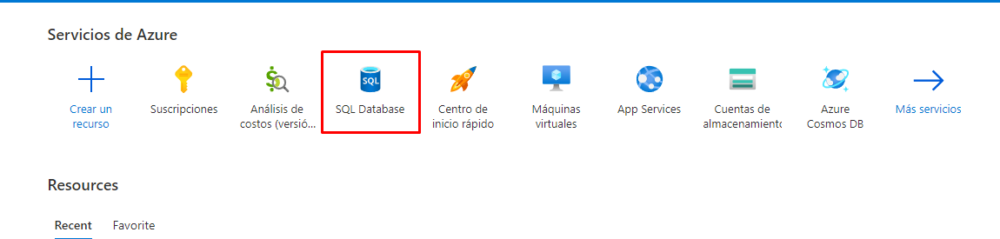 Servicios de Azure
SQL
Crear un
recurso
Suscripciones
Análisis de
costos (versió...
SQL Database
Centro de
inicio rápido
Máquinas
virtuales
App Services
Cuentas de
almacenamiento
Azure
Cosmos DB
Más servicios
Resources
Recent
Favorite